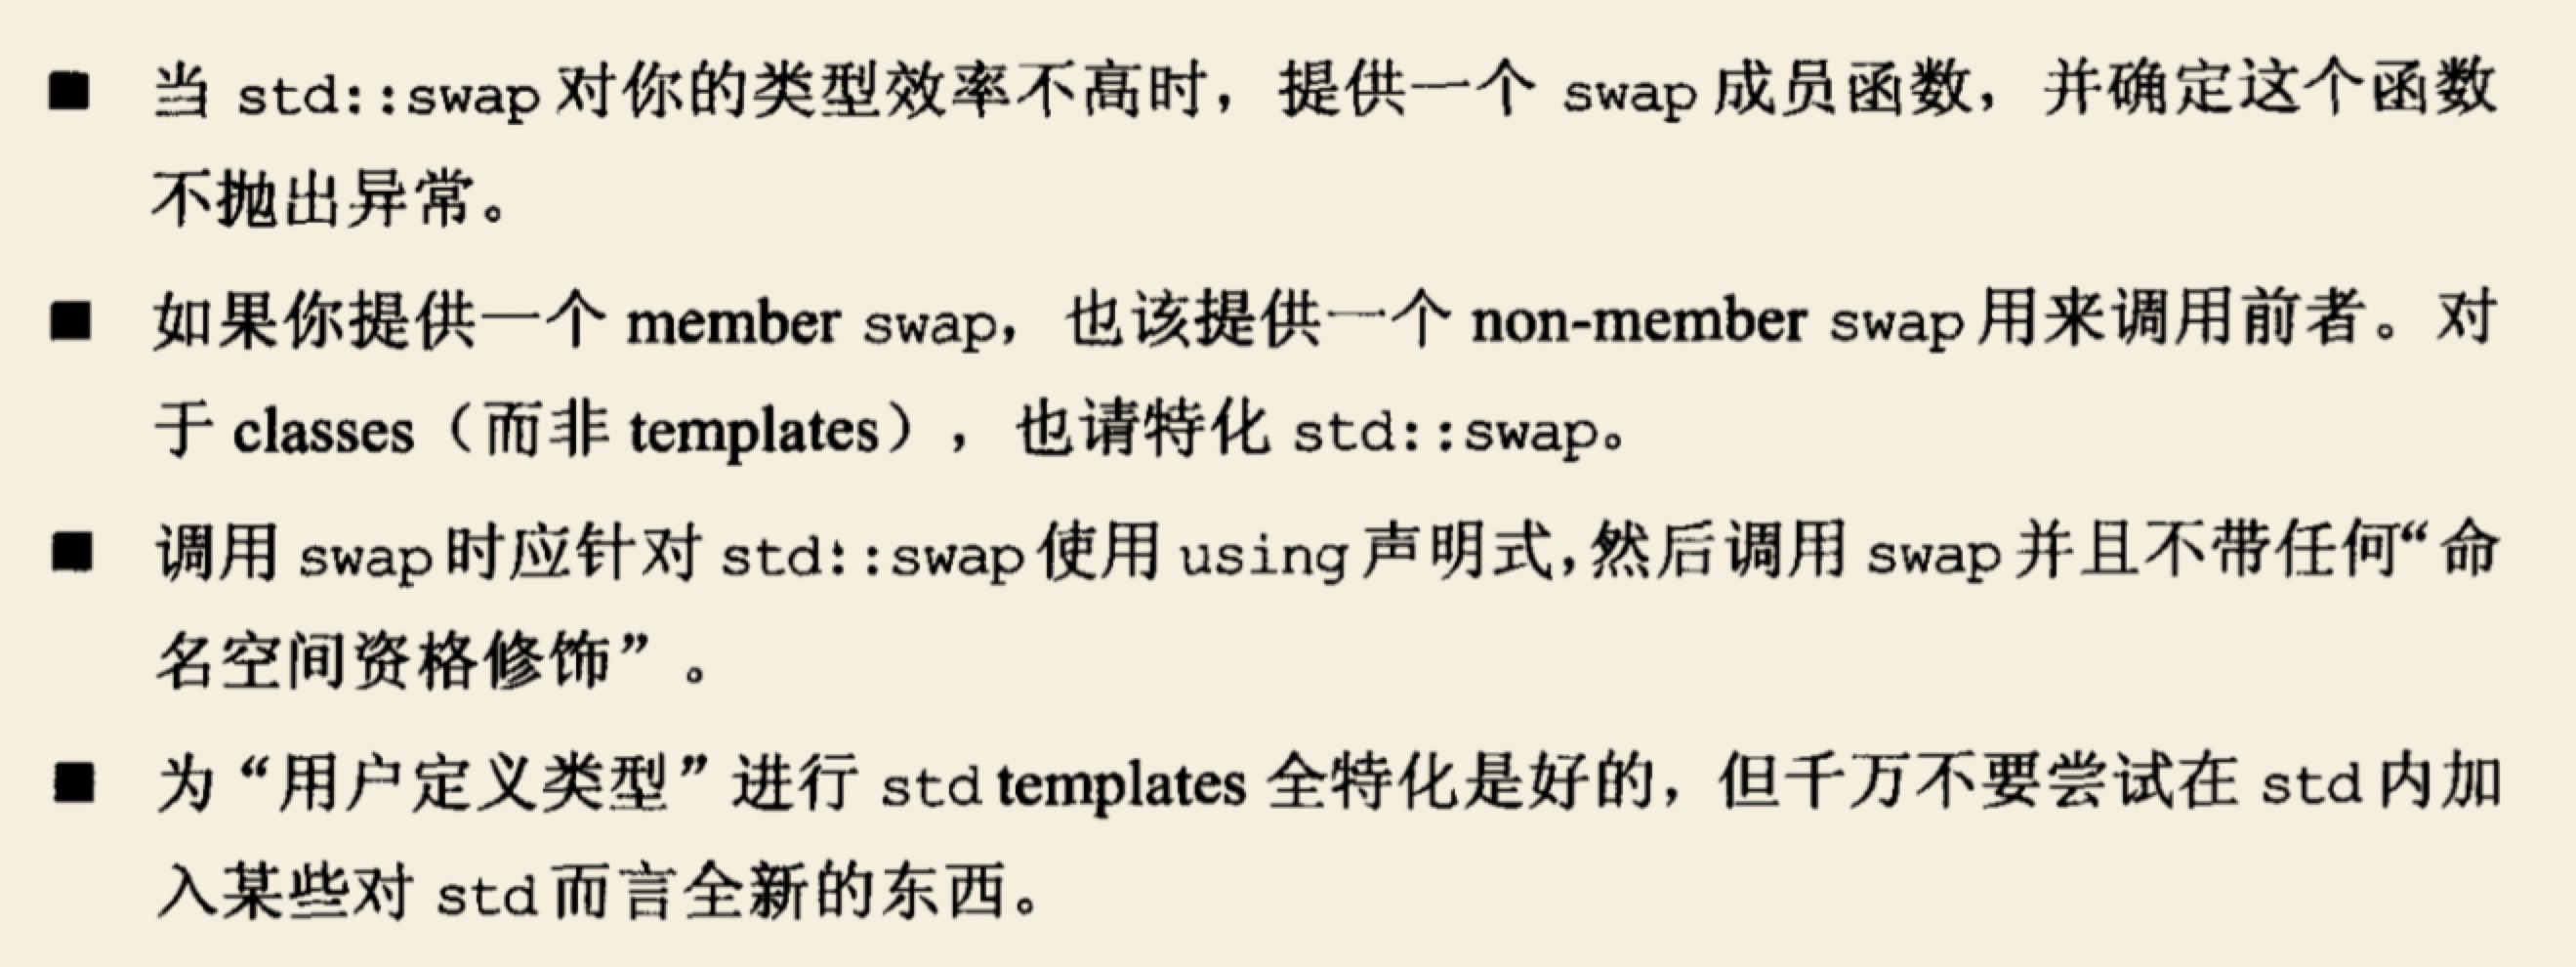 ■ 当 std::swap 对你的类型效率不高时，提供一个 swap 成员函数，并确定这个函数
不抛出异常。
■ 如果你提供一个 member swap，也该提供一个 non-member swap 用来调用前者。对
于 classes（而非 templates），也请特化 std::swap。
■ 调用 swap 时应针对 std::swap 使用 using 声明式，然后调用 swap 并且不带任何“命
名空间资格修饰”。
■ 为“用户定义类型”进行 std templates 全特化是好的，但千万不要尝试在 std 内加
入某些对 std 而言全新的东西。